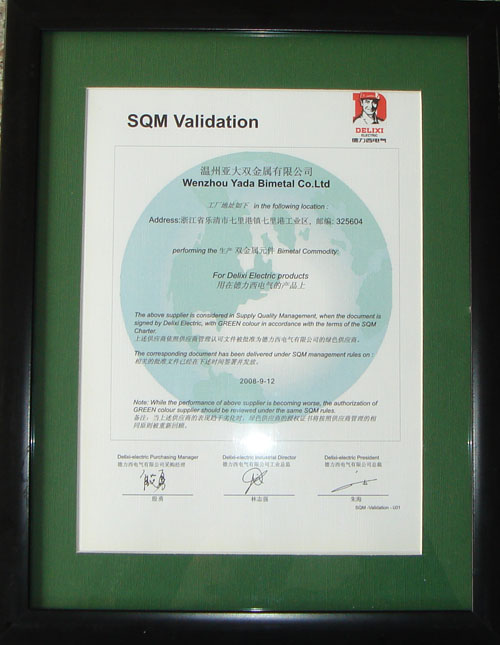 DELIXI
ELECTRIC
德力西电气
SQM Validation
温州亚大双金属有限公司
Wenzhou Yada Bimetal Co.Ltd
工厂地址如下 in the following location :
Address:浙江省乐清市七里港镇七里港工业区, 邮编: 325604
performing the 生产 双金属元件 Bimetal Commodity,
For Delixi Electric products
用在德力西电气的产品上
The above supplier is considered in Supply Quality Management, when the document is
signed by Delixi Electric, with GREEN colour in accordance with the terms of the SQM
Charter.
上述供应商依照供应商管理认可文件被批准为德力西电气有限公司的绿色供应商。
The corresponding document has been delivered under SQM management rules on :
相关的批准文件已经在下述时间签署并发放。
2008-9-12
Note: While the performance of above supplier is becoming worse, the authorization of
GREEN colour supplier should be reviewed under the same SQM rules.
备注: 当上述供应商的表现趋于恶化时, 绿色供应商的授权证书将按照供应商管理的相
同原则被重新回顾。
Delixi-electric Purchasing Manager
德力西电气有限公司采购经理
Delixi-electric Industrial Director
德力西电气有限公司工业总监
Delixi-electric President
德力西电气有限公司总裁
殷勇
林志强
朱海
SQM -Validation - U01